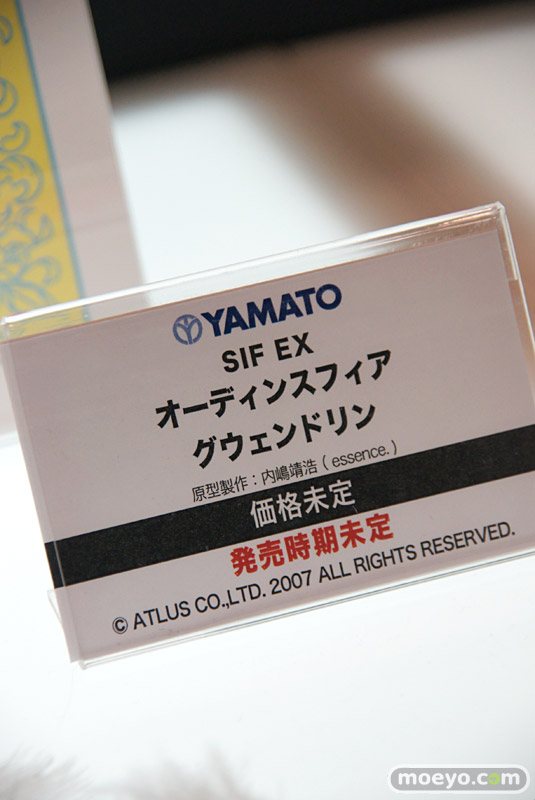 YAMATO
SIF EX
オーディンスフィア
グウェンドリン
原型製作：内嶋靖浩（essence.）
価格未定
発売時期未定
© ATLUS CO.,LTD. 2007 ALL RIGHTS RESERVED.
moeyo.com